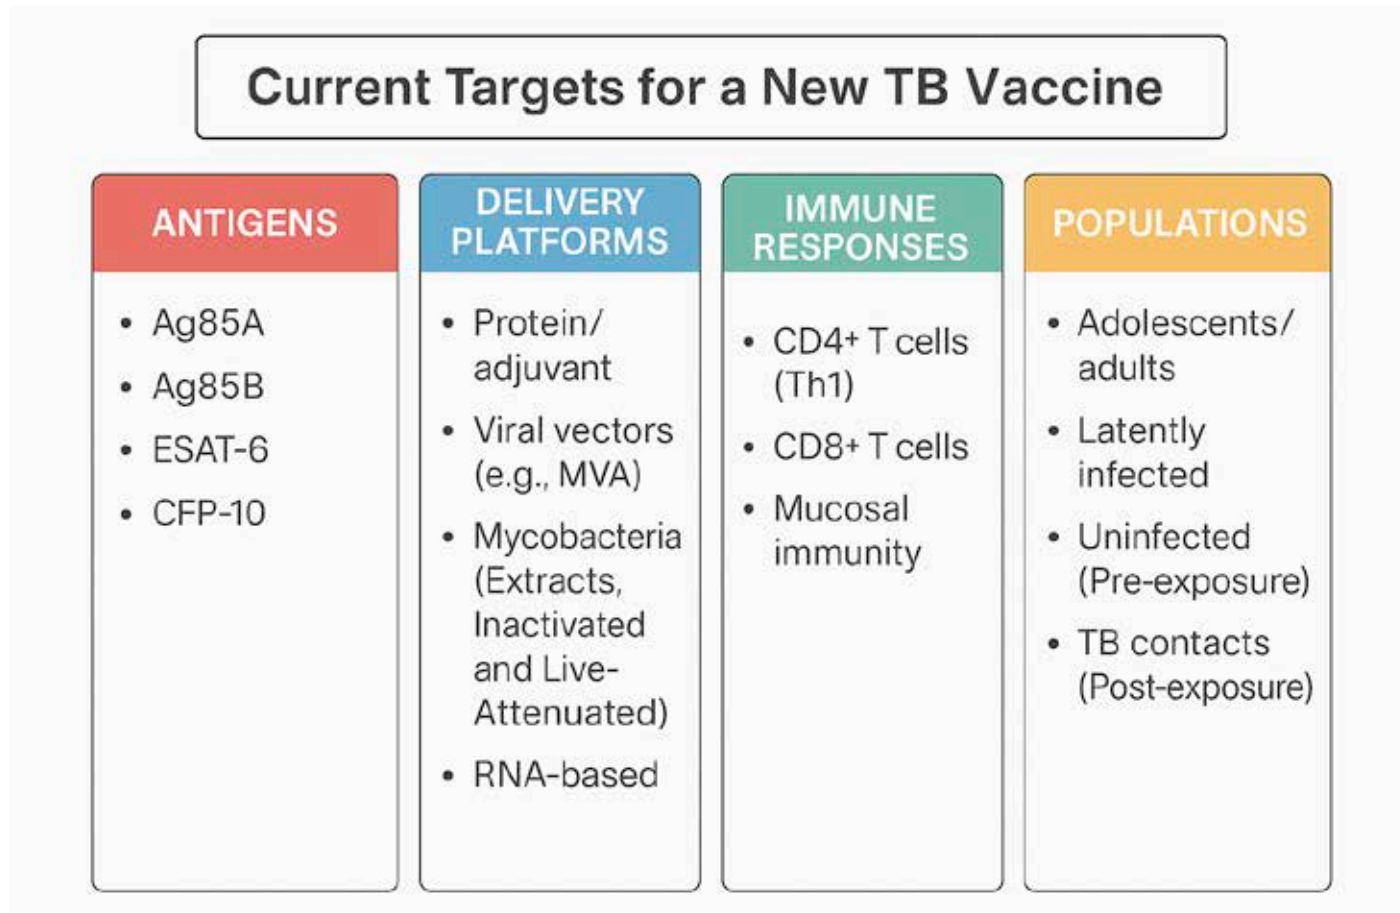 Current Targets for a New TB Vaccine
ANTIGENS
• Ag85A
• Ag85B
• ESAT-6
• CFP-10
DELIVERY
PLATFORMS
• Protein/
adjuvant
• Viral vectors
(e.g., MVA)
• Mycobacteria
(Extracts,
Inactivated
and Live-
Attenuated)
• RNA-based
IMMUNE
RESPONSES
• CD4+ T cells
(Th1)
• CD8+ T cells
• Mucosal
immunity
POPULATIONS
• Adolescents/
adults
• Latently
infected
• Uninfected
(Pre-exposure)
• TB contacts
(Post-exposure)